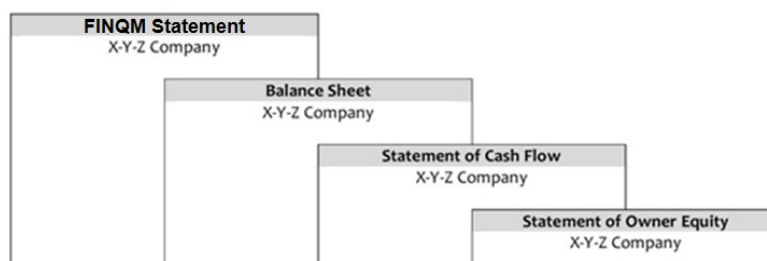 FINQM Statement
X-Y-Z Company
Balance Sheet
X-Y-Z Company
Statement of Cash Flow
X-Y-Z Company
Statement of Owner Equity
X-Y-Z Company